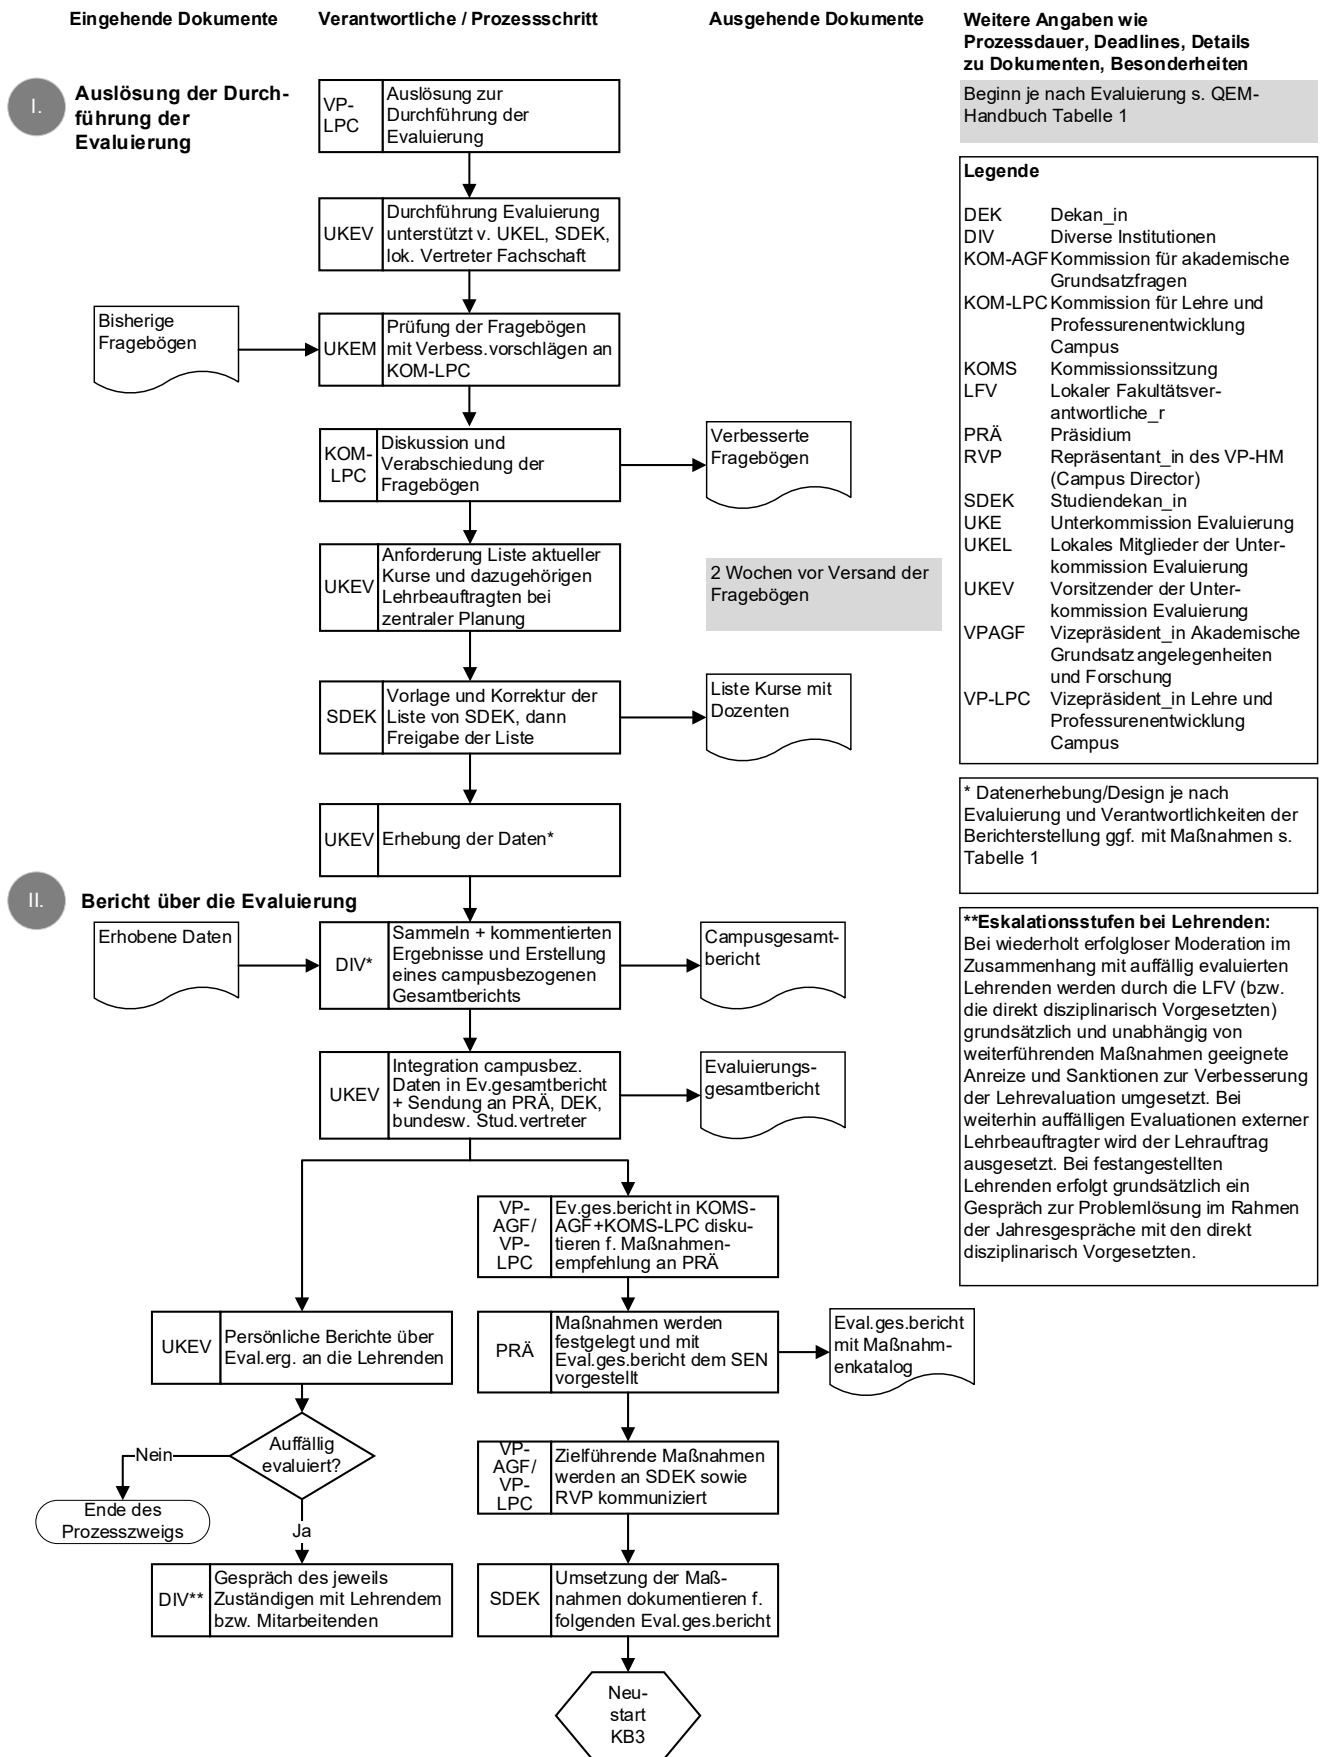 Eingehende Dokumente
Verantwortliche / Prozessschritt
Ausgehende Dokumente
Weitere Angaben wie
Prozessdauer, Deadlines, Details
zu Dokumenten, Besonderheiten
I.
Auslösung der Durch-
führung der
Evaluierung
VP-
LPC
Auslösung zur
Durchführung der
Evaluierung
Beginn je nach Evaluierung s. QEM-
Handbuch Tabelle 1
UKEV
Durchführung Evaluierung
unterstützt v. UKEL, SDEK,
lok. Vertreter Fachschaft
Bisherige
Fragebögen
UKEM
Prüfung der Fragebögen
mit Verbess.vorschlägen an
KOM-LPC
KOM-
LPC
Diskussion und
Verabschiedung der
Fragebögen
Verbesserte
Fragebögen
UKEV
Anforderung Liste aktueller
Kurse und dazugehörigen
Lehrbeauftragten bei
zentraler Planung
2 Wochen vor Versand der
Fragebögen
SDEK
Vorlage und Korrektur der
Liste von SDEK, dann
Freigabe der Liste
Liste Kurse mit
Dozenten
UKEV
Erhebung der Daten*
Legende
DEK Dekan_in
DIV Diverse Institutionen
KOM-AGF Kommission für akademische
Grundsatzfragen
KOM-LPC Kommission für Lehre und
Professurenentwicklung
Campus
KOMS Kommissionssitzung
LFV Lokaler Fakultätsver-
antwortliche_r
PRÄ Präsidium
RVP Repräsentant_in des VP-HM
(Campus Director)
SDEK Studiendekan_in
UKE Unterkommission Evaluierung
UKEL Lokales Mitglieder der Unter-
kommission Evaluierung
UKEV Vorsitzender der Unter-
kommission Evaluierung
VPAGF Vizepräsident_in Akademische
Grundsatzangelegenheiten
und Forschung
VP-LPC Vizepräsident_in Lehre und
Professurenentwicklung
Campus
* Datenerhebung/Design je nach
Evaluierung und Verantwortlichkeiten der
Berichterstellung ggf. mit Maßnahmen s.
Tabelle 1
II.
Bericht über die Evaluierung
Erhobene Daten
DIV*
Sammeln + kommentierten
Ergebnisse und Erstellung
eines campusbezogenen
Gesamtberichts
Campusgesamt-
bericht
UKEV
Integration campusbez.
Daten in Ev.gesamtbericht
+ Sendung an PRÄ, DEK,
bundesw. Stud.vertreter
Evaluierungs-
gesamtbericht
**Eskalationsstufen bei Lehrenden:
Bei wiederholt erfolgloser Moderation im
Zusammenhang mit auffällig evaluierten
Lehrenden werden durch die LFV (bzw.
die direkt disziplinarisch Vorgesetzten)
grundsätzlich und unabhängig von
weiterführenden Maßnahmen geeignete
Anreize und Sanktionen zur Verbesserung
der Lehrevaluation umgesetzt. Bei
weiterhin auffälligen Evaluationen externer
Lehrbeauftragter wird der Lehrauftrag
ausgesetzt. Bei festangestellten
Lehrenden erfolgt grundsätzlich ein
Gespräch zur Problemlösung im Rahmen
der Jahresgespräche mit den direkt
disziplinarisch Vorgesetzten.
VP-
AGF/
VP-
LPC
Ev.ges.bericht in KOMS-
AGF+KOMS-LPC disku-
tieren f. Maßnahmen-
empfehlung an PRÄ
UKEV
Persönliche Berichte über
Eval.erg. an die Lehrenden
PRÄ
Maßnahmen werden
festgelegt und mit
Eval.ges.bericht dem SEN
vorgestellt
Eval.ges.bericht
mit Maßnahm-
enkatalog
Auffällig
evaluiert?
Nein
Ende des
Prozesszweigs
Ja
VP-
AGF/
VP-
LPC
Zielführende Maßnahmen
werden an SDEK sowie
RVP kommuniziert
DIV**
Gespräch des jeweils
Zuständigen mit Lehrendem
bzw. Mitarbeitenden
SDEK
Umsetzung der Maß-
nahmen dokumentieren f.
folgenden Eval.ges.bericht
Neu-
start
KB3